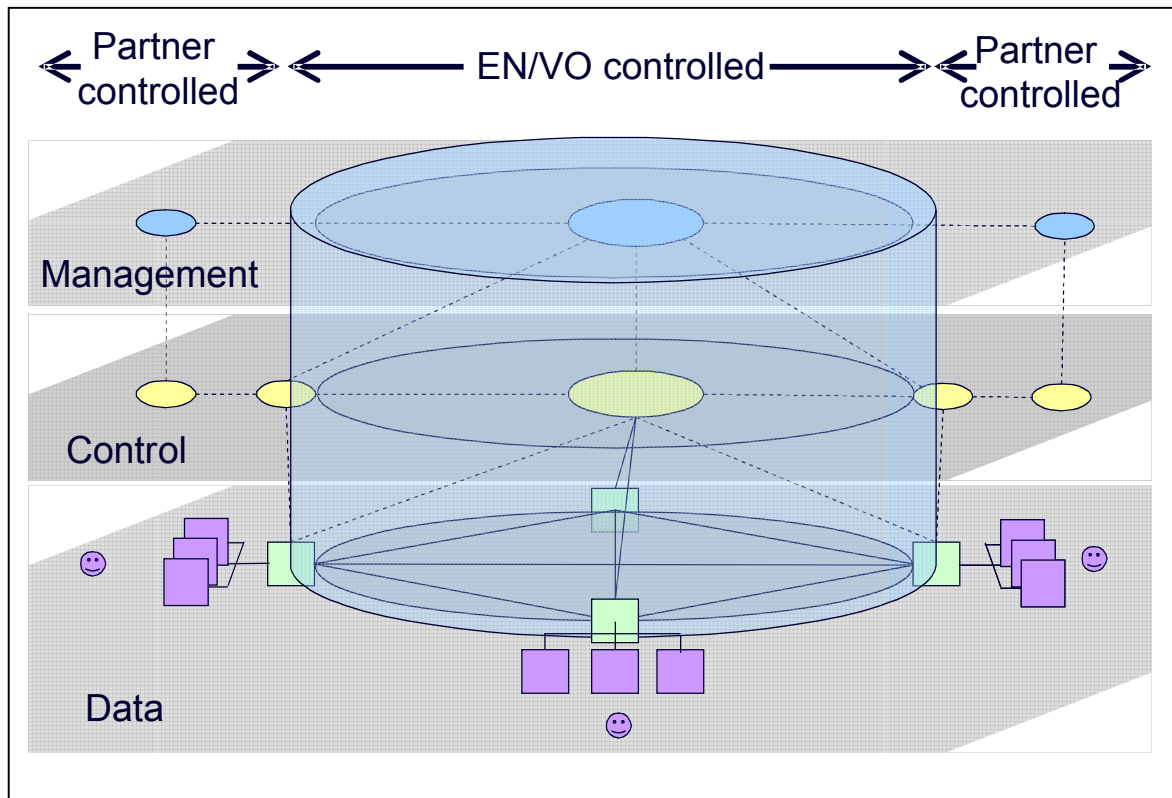 Partner
controlled
EN/VO controlled
Partner
controlled
Management
Control
Data